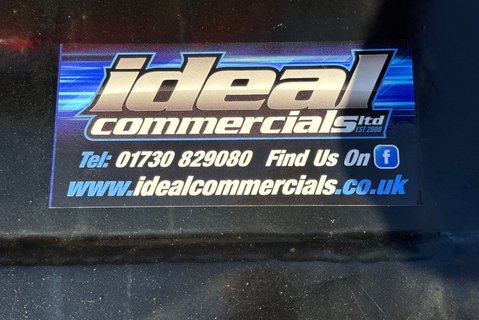 ideal
commercials ltd
EST 2000
Tel: 01730 829080 Find Us On f
www.idealcommercials.co.uk